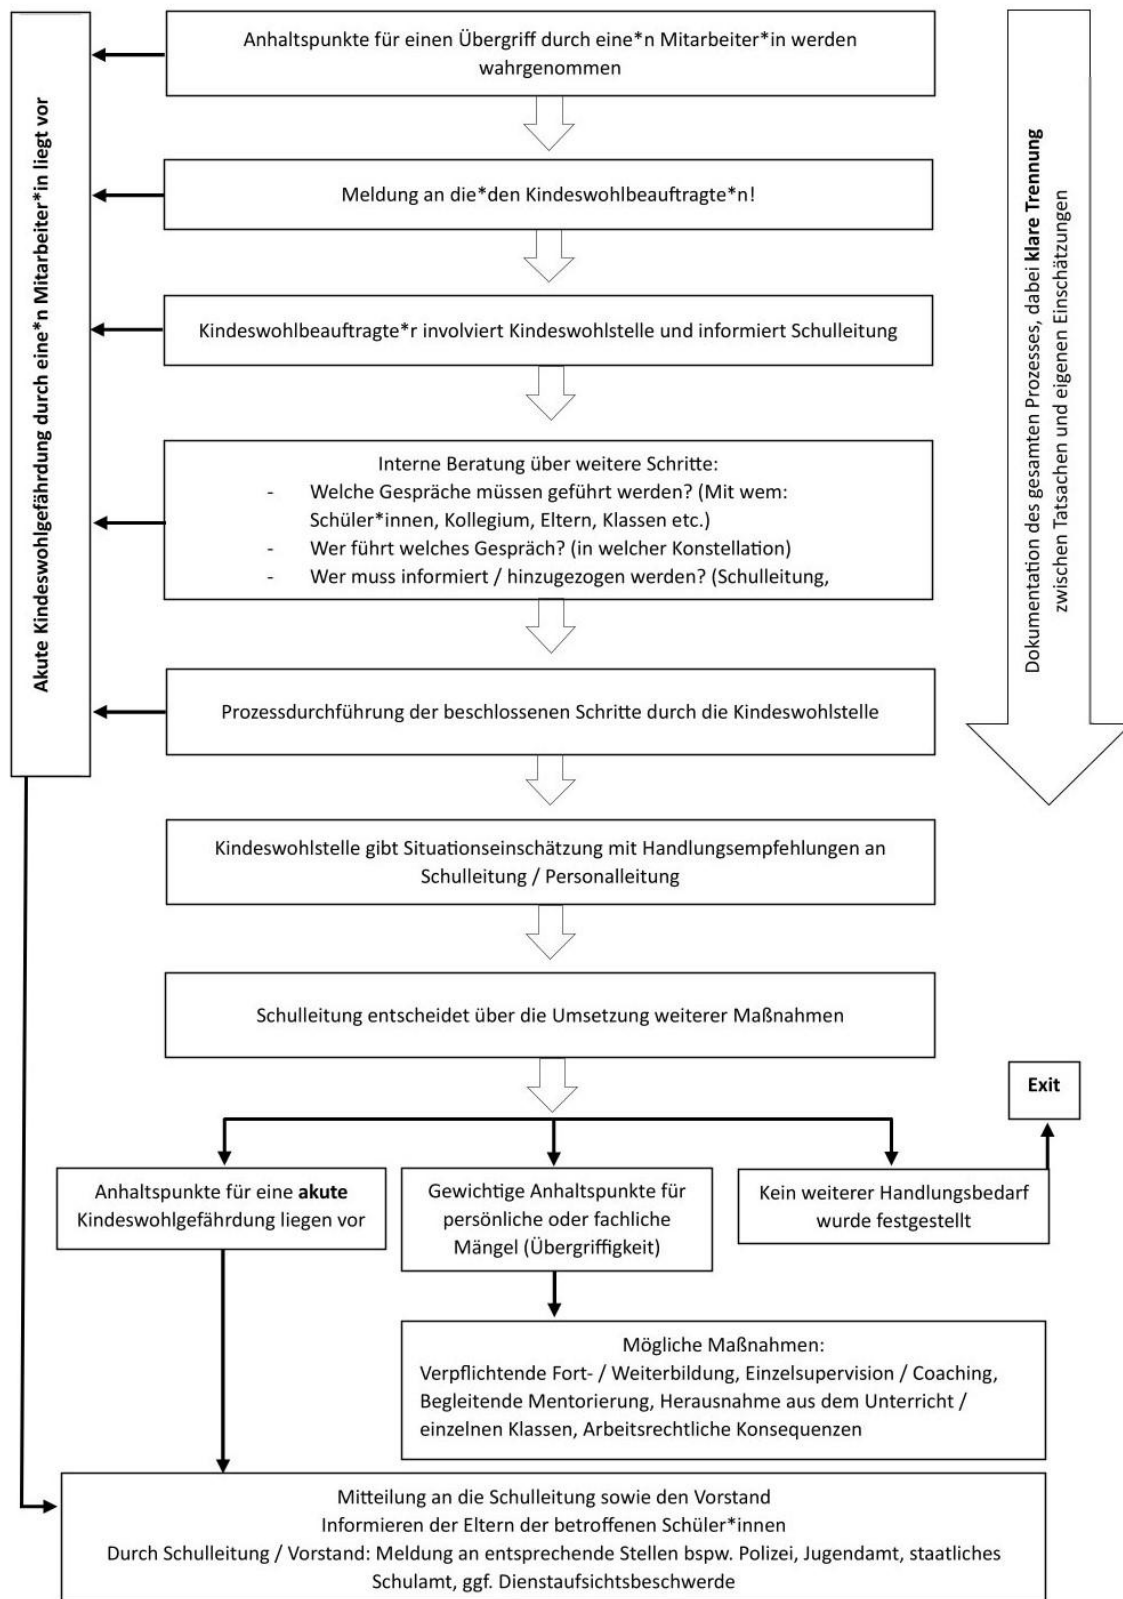 Akute Kindeswohlgefährdung durch eine*n Mitarbeiter*in liegt vor
Anhaltspunkte für einen Übergriff durch eine*n Mitarbeiter*in werden
wahrgenommen
Meldung an die*den Kindeswohlbeauftragte*n!
Kindeswohlbeauftragte*r involviert Kindeswohlstelle und informiert Schulleitung
Interne Beratung über weitere Schritte:
- Welche Gespräche müssen geführt werden? (Mit wem:
Schüler*innen, Kollegium, Eltern, Klassen etc.)
- Wer führt welches Gespräch? (in welcher Konstellation)
- Wer muss informiert / hinzugezogen werden? (Schulleitung,
Prozessdurchführung der beschlossenen Schritte durch die Kindeswohlstelle
Dokumentation des gesamten Prozesses, dabei klare Trennung
zwischen Tatsachen und eigenen Einschätzungen
Kindeswohlstelle gibt Situationseinschätzung mit Handlungsempfehlungen an
Schulleitung / Personalleitung
Schulleitung entscheidet über die Umsetzung weiterer Maßnahmen
Exit
Anhaltspunkte für eine akute
Kindeswohlgefährdung liegen vor
Gewichtige Anhaltspunkte für
persönliche oder fachliche
Mängel (Übergriffigkeit)
Kein weiterer Handlungsbedarf
wurde festgestellt
Mögliche Maßnahmen:
Verpflichtende Fort- / Weiterbildung, Einzelsupervision / Coaching,
Begleitende Mentorierung, Herausnahme aus dem Unterricht /
einzelnen Klassen, Arbeitsrechtliche Konsequenzen
Mitteilung an die Schulleitung sowie den Vorstand
Informieren der Eltern der betroffenen Schüler*innen
Durch Schulleitung / Vorstand: Meldung an entsprechende Stellen bspw. Polizei, Jugendamt, staatliches
Schulamt, ggf. Dienstaufsichtsbeschwerde